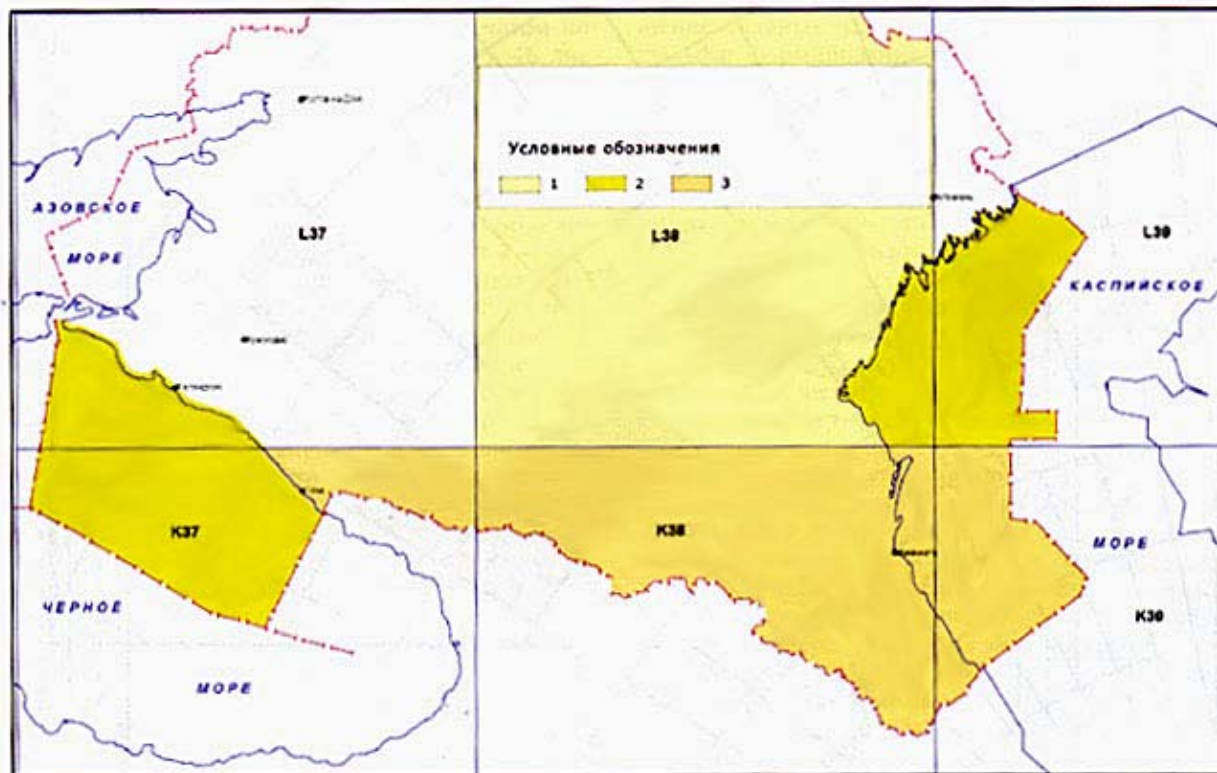 Условные обозначения
1 2 3
АЗОВСКОЕ
МОРЕ
L37
L38
L39
КАСПИЙСКОЕ
K37
K38
МОРЕ
ЧЕРНОЕ
K39
МОРЕ